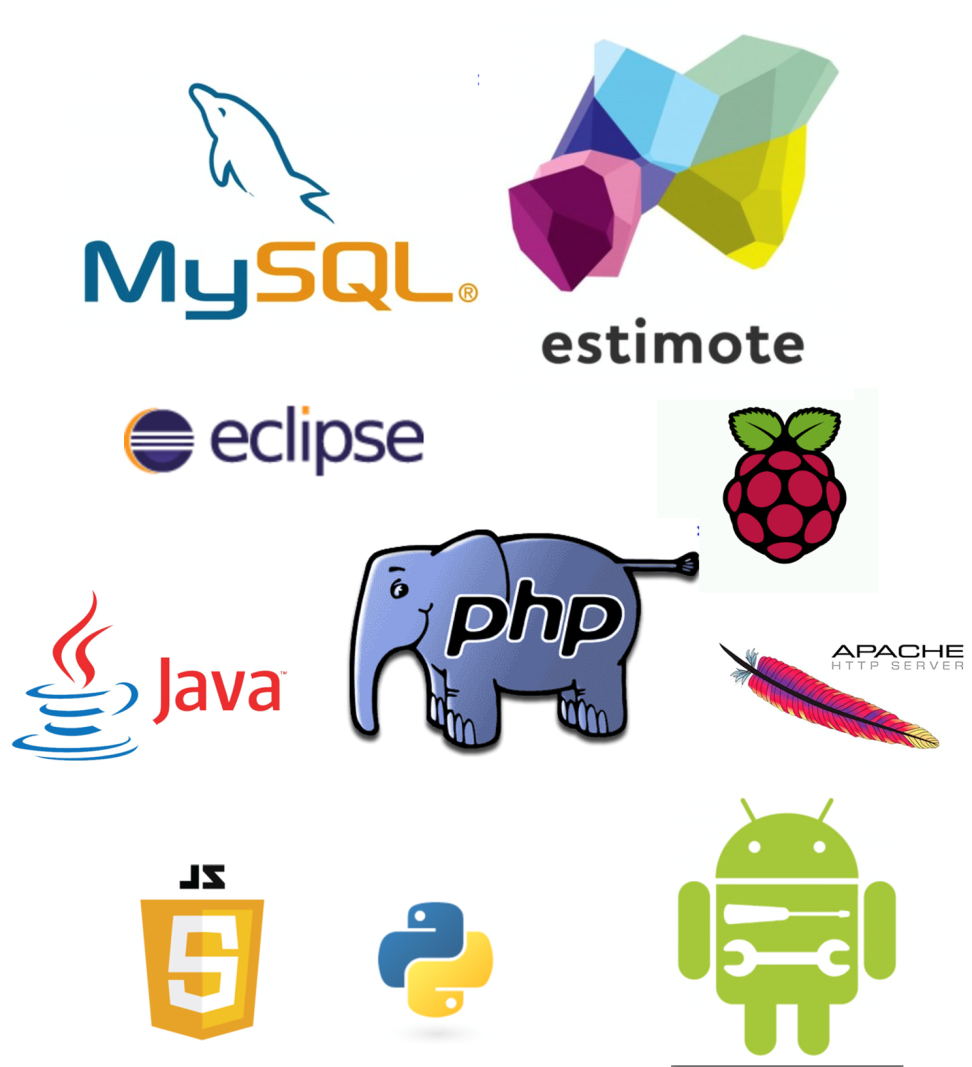 MySQL®
estimote
eclipse
php
Java™
APACHE
HTTP SERVER
JS
5